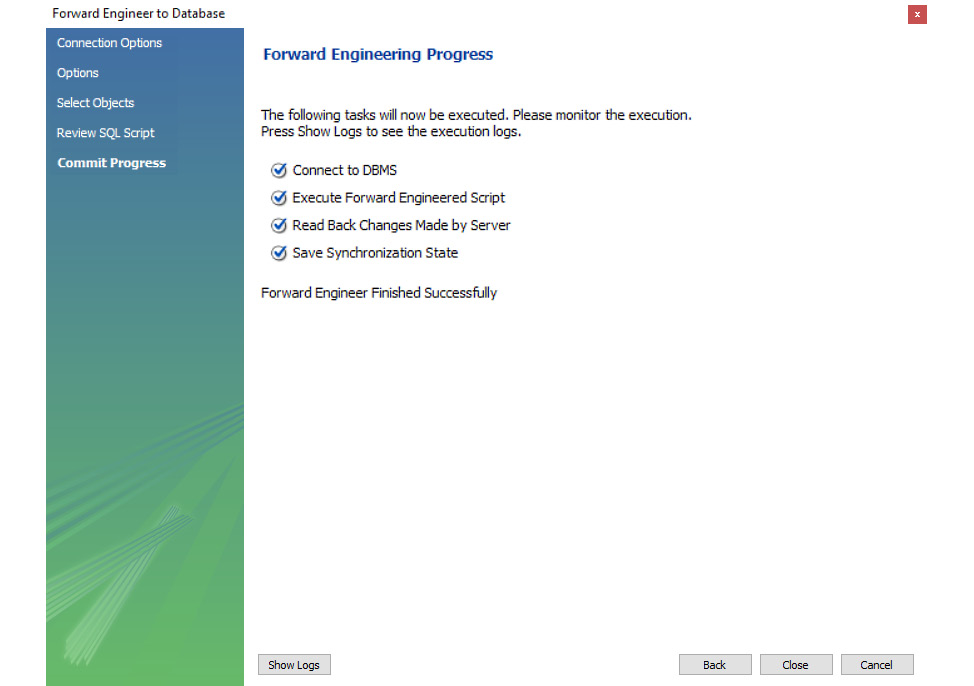 Forward Engineer to Database
x
Connection Options
Options
Select Objects
Review SQL Script
Commit Progress
Forward Engineering Progress
The following tasks will now be executed. Please monitor the execution.
Press Show Logs to see the execution logs.
Connect to DBMS
Execute Forward Engineered Script
Read Back Changes Made by Server
Save Synchronization State
Forward Engineer Finished Successfully
Show Logs
Back
Close
Cancel